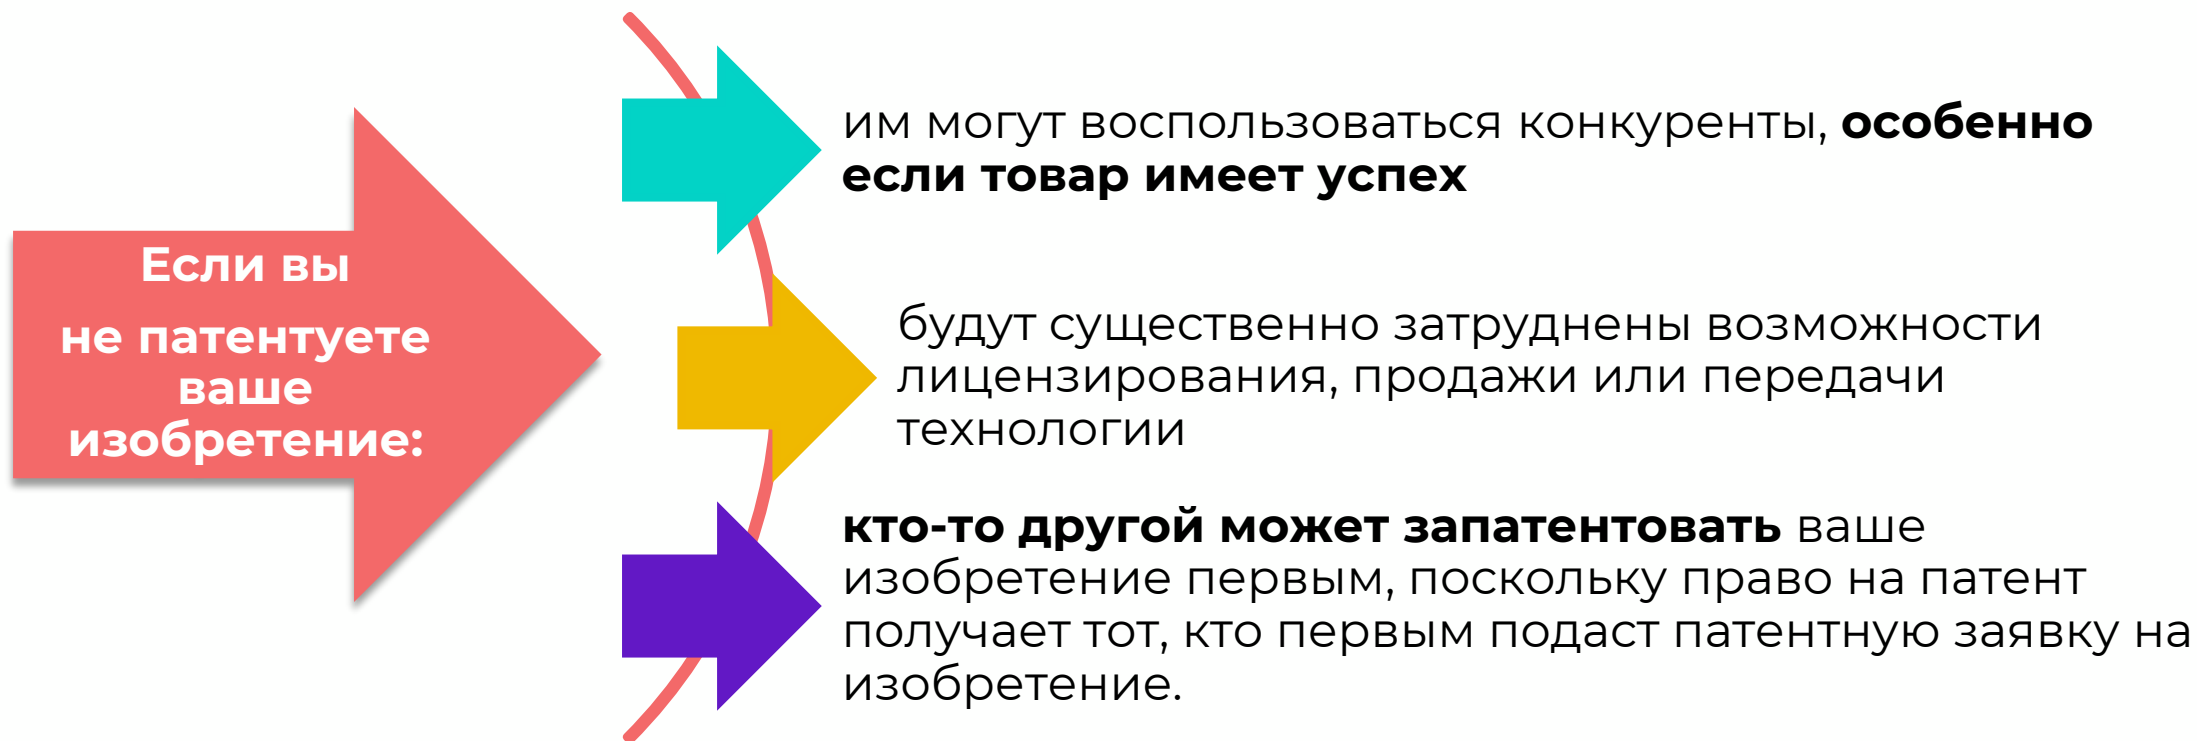 Если вы
не патентуете
ваше
изобретение:
им могут воспользоваться конкуренты, особенно
если товар имеет успех
будут существенно затруднены возможности
лицензирования, продажи или передачи
технологии
кто-то другой может запатентовать ваше
изобретение первым, поскольку право на патент
получает тот, кто первым подаст патентную заявку на
изобретение.